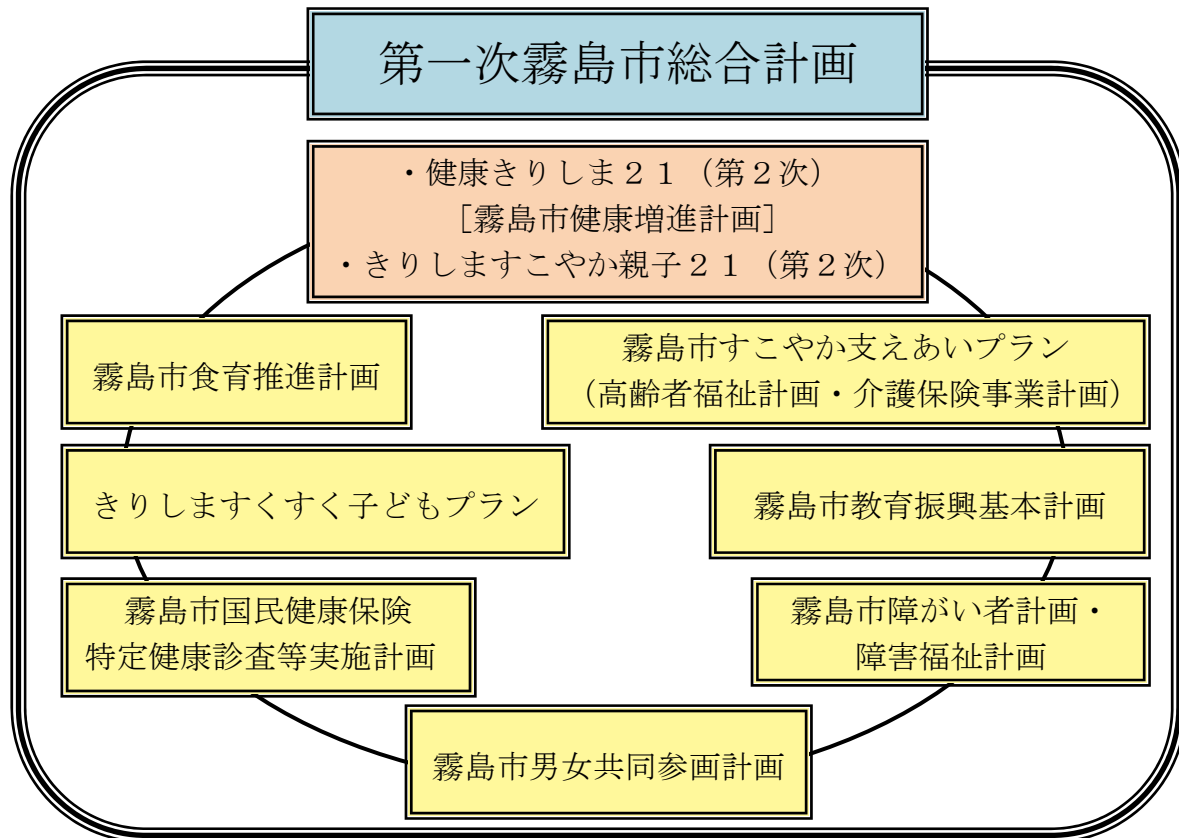 第一次霧島市総合計画
・健康きりしま２１（第２次）
［霧島市健康増進計画］
・きりしますこやか親子２１（第２次）
霧島市食育推進計画
霧島市すこやか支えあいプラン
（高齢者福祉計画・介護保険事業計画）
きりしますくすく子どもプラン
霧島市教育振興基本計画
霧島市国民健康保険
特定健康診査等実施計画
霧島市障がい者計画・
障害福祉計画
霧島市男女共同参画計画